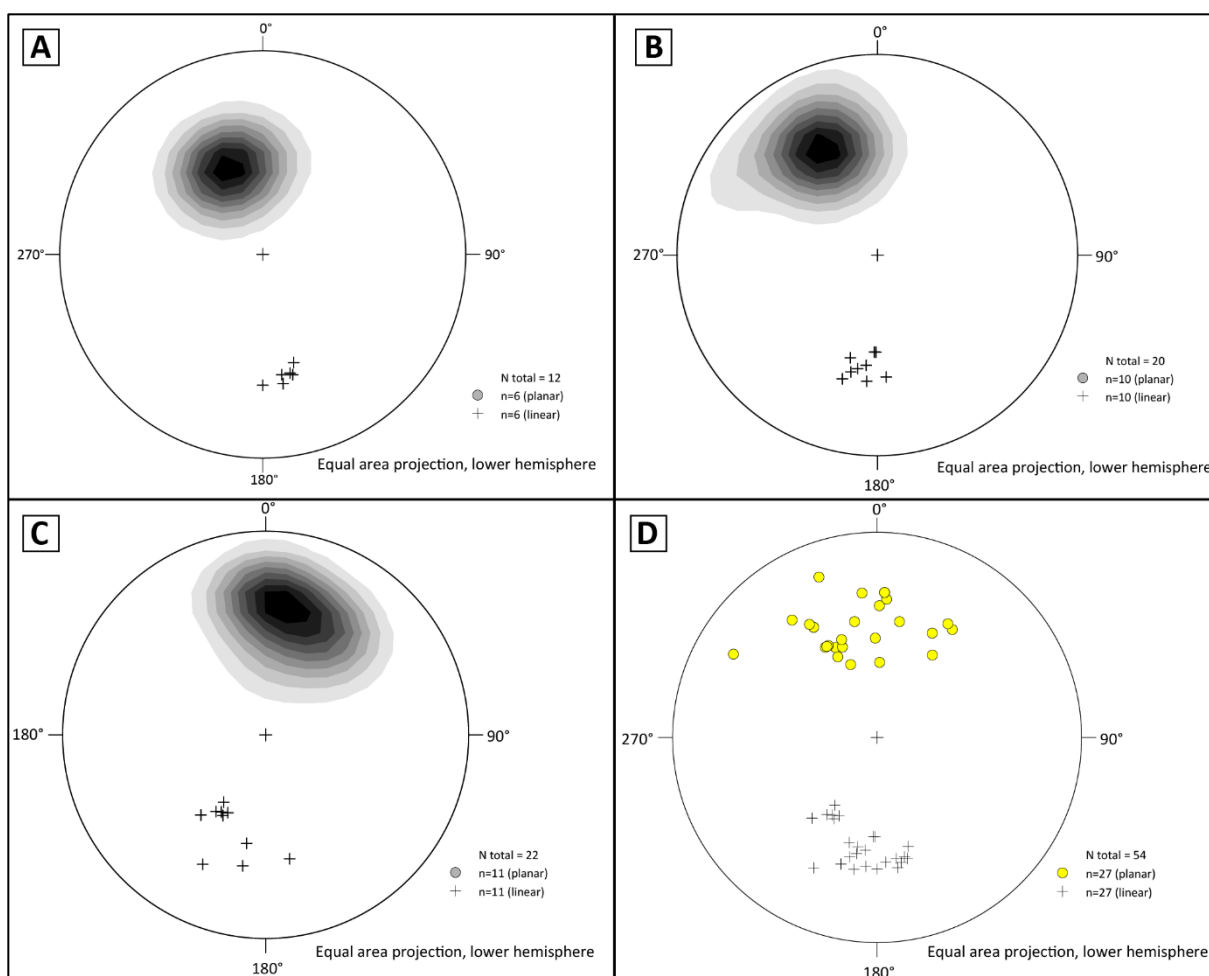 A
0°
270°
90°
N total = 12
n=6 (planar)
n=6 (linear)
Equal area projection, lower hemisphere
180°
B
0°
270°
90°
N total = 20
n=10 (planar)
n=10 (linear)
Equal area projection, lower hemisphere
180°
C
0°
180°
90°
N total = 22
n=11 (planar)
n=11 (linear)
Equal area projection, lower hemisphere
180°
D
0°
270°
90°
N total = 54
n=27 (planar)
n=27 (linear)
Equal area projection, lower hemisphere
180°